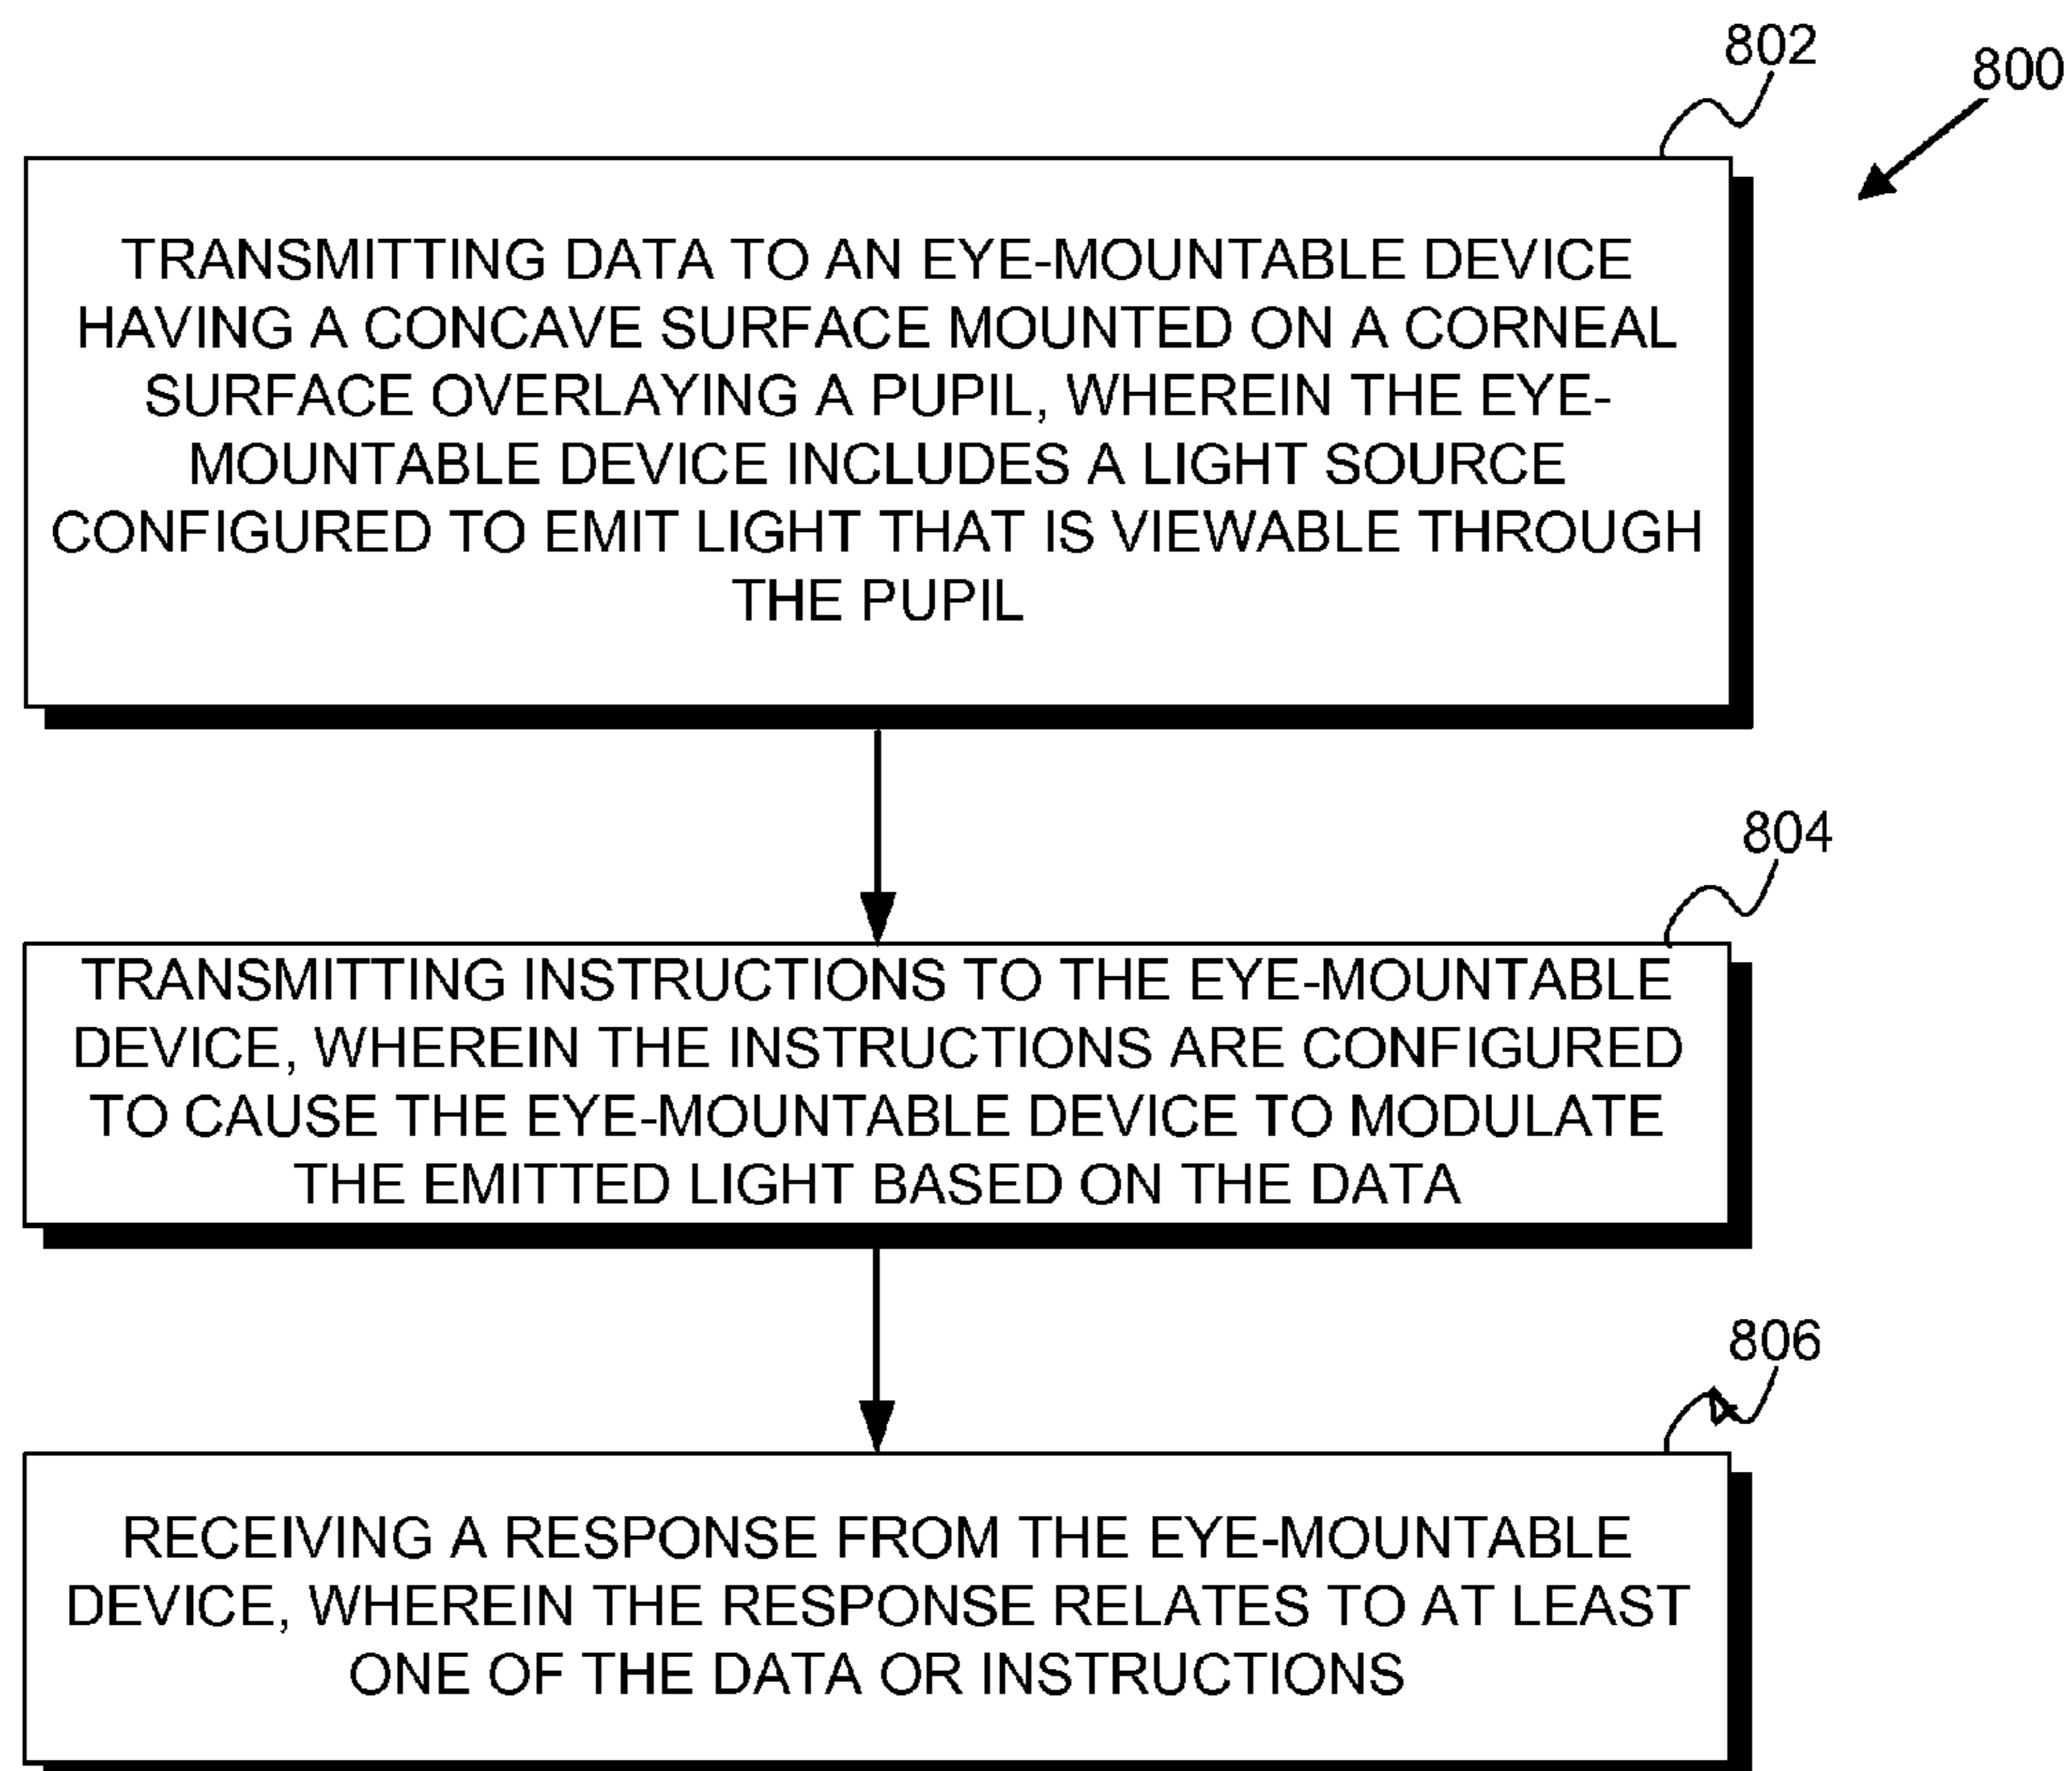 802
800
TRANSMITTING DATA TO AN EYE-MOUNTABLE DEVICE
HAVING A CONCAVE SURFACE MOUNTED ON A CORNEAL
SURFACE OVERLAYING A PUPIL, WHEREIN THE EYE-
MOUNTABLE DEVICE INCLUDES A LIGHT SOURCE
CONFIGURED TO EMIT LIGHT THAT IS VIEWABLE THROUGH
THE PUPIL
804
TRANSMITTING INSTRUCTIONS TO THE EYE-MOUNTABLE
DEVICE, WHEREIN THE INSTRUCTIONS ARE CONFIGURED
TO CAUSE THE EYE-MOUNTABLE DEVICE TO MODULATE
THE EMITTED LIGHT BASED ON THE DATA
806
RECEIVING A RESPONSE FROM THE EYE-MOUNTABLE
DEVICE, WHEREIN THE RESPONSE RELATES TO AT LEAST
ONE OF THE DATA OR INSTRUCTIONS